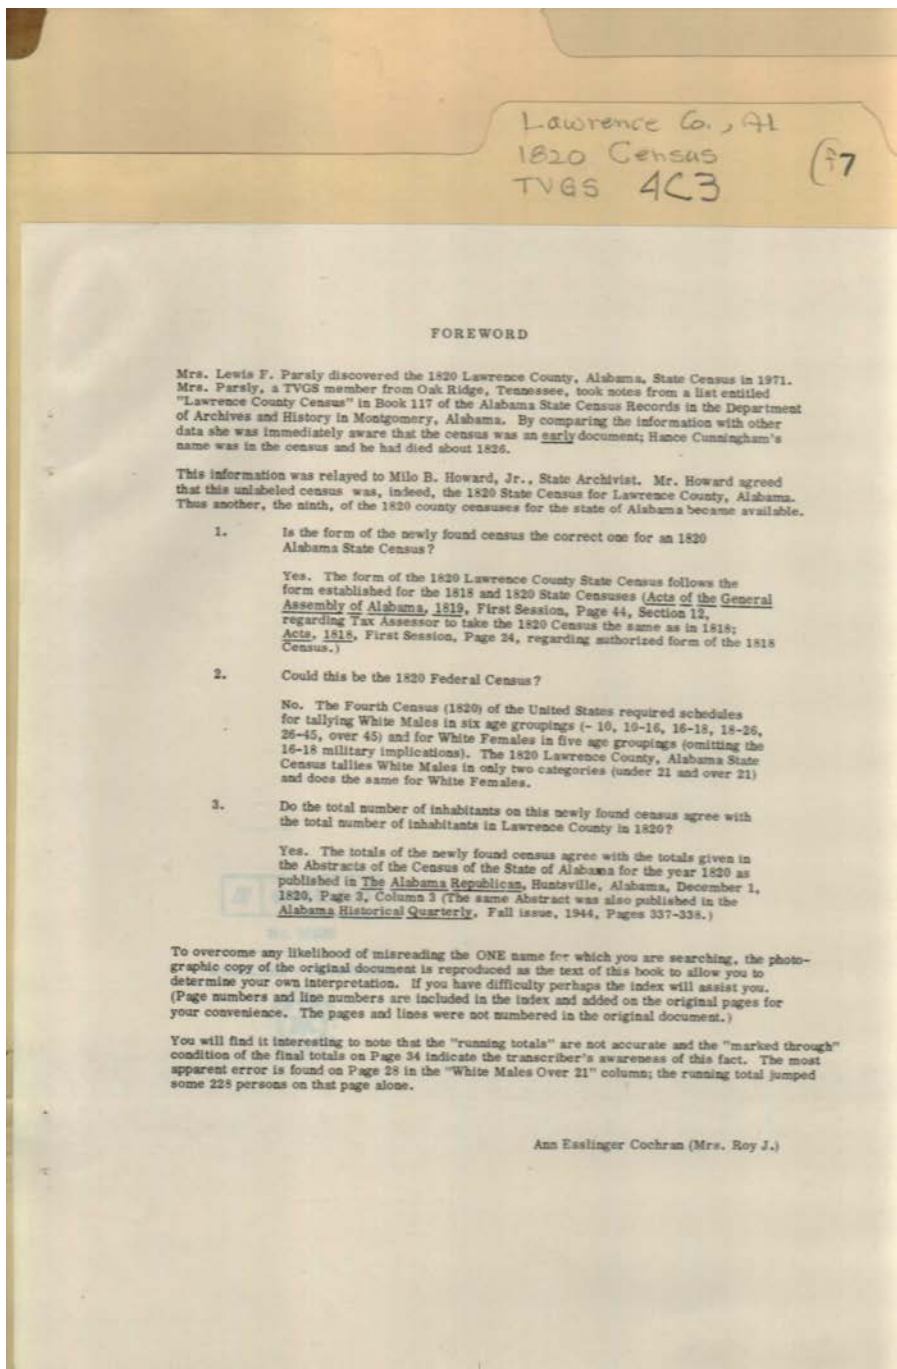 Lawrence Co., Al
1820 Census
TVGS 4C3
7
FOREWORD
Mrs. Lewis F. Parsly discovered the 1820 Lawrence County, Alabama, State Census in 1971.
Mrs. Parsly, a TVGS member from Oak Ridge, Tennessee, took notes from a list entitled
"Lawrence County Census" in Book 117 of the Alabama State Census Records in the Department
of Archives and History in Montgomery, Alabama. By comparing the information with other
data she was immediately aware that the census was an early document; Hance Cunningham's
name was in the census and he had died about 1826.
This information was relayed to Milo B. Howard, Jr., State Archivist. Mr. Howard agreed
that this unlabeled census was, indeed, the 1820 State Census for Lawrence County, Alabama.
Thus another, the ninth, of the 1820 county censuses for the state of Alabama became available.
1. Is the form of the newly found census the correct one for an 1820
Alabama State Census?
Yes. The form of the 1820 Lawrence County State Census follows the
form established for the 1818 and 1820 State Censuses (Acts of the General
Assembly of Alabama, 1819, First Session, Page 44, Section 12,
regarding Tax Assessor to take the 1820 Census the same as in 1818;
Acts, 1818, First Session, Page 24, regarding authorized form of the 1818
Census.)
2. Could this be the 1820 Federal Census?
No. The Fourth Census (1820) of the United States required schedules
for tallying White Males in six age groupings (- 10, 10-16, 16-18, 18-26,
26-45, over 45) and for White Females in five age groupings (omitting the
16-18 military implications). The 1820 Lawrence County, Alabama State
Census tallies White Males in only two categories (under 21 and over 21)
and does the same for White Females.
3. Do the total number of inhabitants on this newly found census agree with
the total number of inhabitants in Lawrence County in 1820?
Yes. The totals of the newly found census agree with the totals given in
the Abstracts of the Census of the State of Alabama for the year 1820 as
published in The Alabama Republican, Huntsville, Alabama, December 1,
1820, Page 3, Column 3 (The same Abstract was also published in the
Alabama Historical Quarterly, Fall issue, 1944, Pages 337-338.)
To overcome any likelihood of misreading the ONE name for which you are searching, the photo-
graphic copy of the original document is reproduced as the text of this book to allow you to
determine your own interpretation. If you have difficulty perhaps the index will assist you.
(Page numbers and line numbers are included in the index and added on the original pages for
your convenience. The pages and lines were not numbered in the original document.)
You will find it interesting to note that the "running totals" are not accurate and the "marked through"
condition of the final totals on Page 34 indicate the transcriber's awareness of this fact. The most
apparent error is found on Page 28 in the "White Males Over 21" column; the running total jumped
some 228 persons on that page alone.
Ann Esslinger Cochran (Mrs. Roy J.)